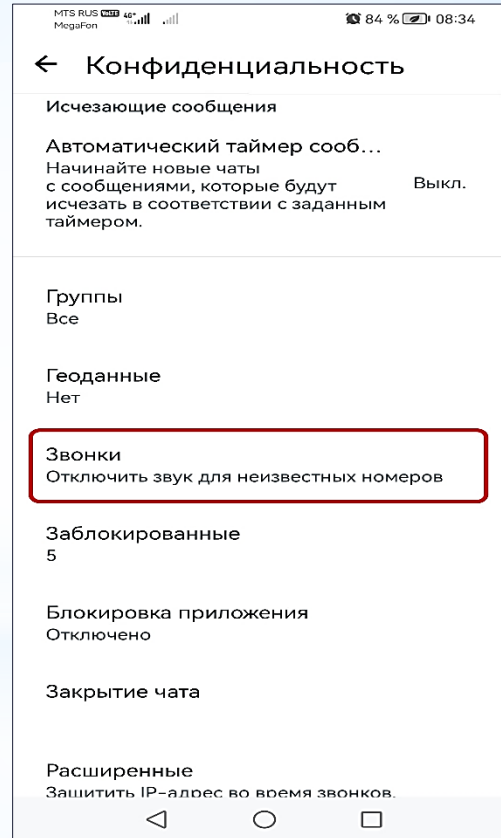 MTS RUS VoLTE 4G+
MegaFon
84 % 08:34
Конфиденциальность
Исчезающие сообщения
Автоматический таймер сооб...
Начинайте новые чаты
с сообщениями, которые будут
исчезать в соответствии с заданным
таймером.
Выкл.
Группы
Все
Геоданные
Нет
Звонки
Отключить звук для неизвестных номеров
Заблокированные
5
Блокировка приложения
Отключено
Закрытие чата
Расширенные
Защитить IP-адрес во время звонков,